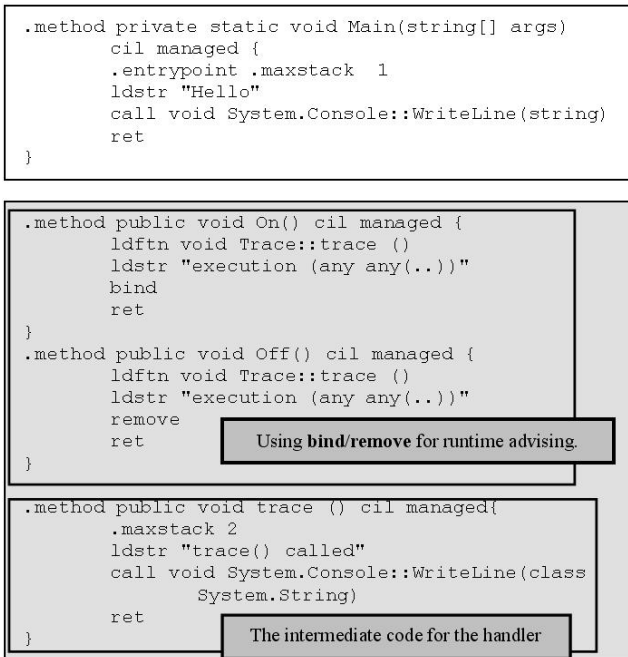 .method private static void Main(string[] args)
cil managed {
.entrypoint .maxstack 1
ldstr "Hello"
call void System.Console::WriteLine(string)
ret
}
.method public void On() cil managed {
ldftn void Trace::trace ()
ldstr "execution (any any(..))"
bind
ret
}
.method public void Off() cil managed {
ldftn void Trace::trace ()
ldstr "execution (any any(..))"
remove
ret
Using bind/remove for runtime advising.
}
.method public void trace () cil managed{
.maxstack 2
ldstr "trace() called"
call void System.Console::WriteLine(class
System.String)
ret
The intermediate code for the handler
}